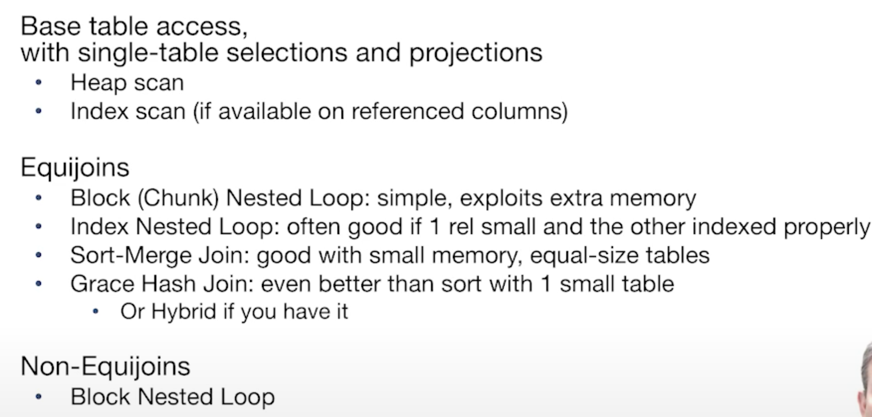 Base table access,
with single-table selections and projections
• Heap scan
• Index scan (if available on referenced columns)
Equijoins
• Block (Chunk) Nested Loop: simple, exploits extra memory
• Index Nested Loop: often good if 1 rel small and the other indexed properly
• Sort-Merge Join: good with small memory, equal-size tables
• Grace Hash Join: even better than sort with 1 small table
• Or Hybrid if you have it
Non-Equijoins
• Block Nested Loop